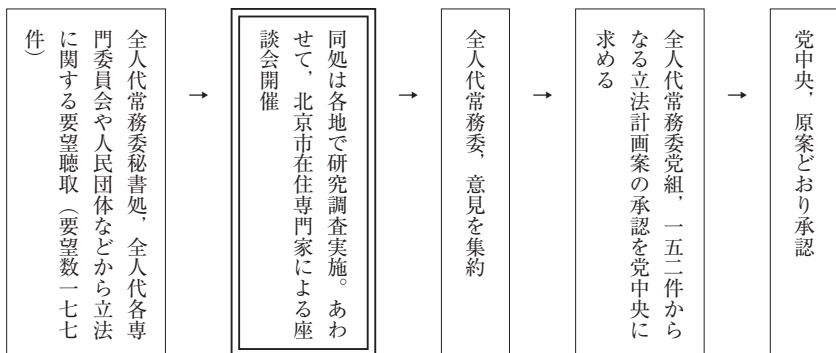 全人代常務委秘書処，全人代各専
門委員会や人民団体などから立法
に関する要望聴取（要望数一七七
件）
→
同処は各地で研究調査実施。あわ
せて，北京市在住専門家による座
談会開催
→
全人代常務委，意見を集約
→
全人代常務委党組，一五二件から
なる立法計画案の承認を党中央に
求める
→
党中央，原案どおり承認